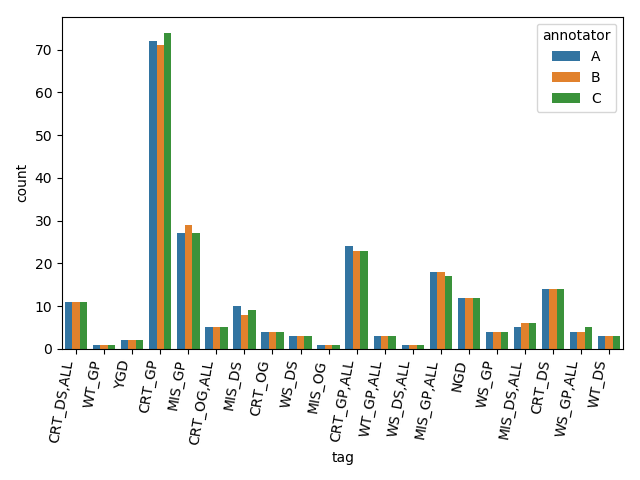 annotator
A
B
C
count
70
60
50
40
30
20
10
0
CRT_DS,ALL
WT_GP
YGD
CRT_GP
MIS_GP
CRT_OG,ALL
MIS_DS
CRT_OG
WS_DS
MIS_OG
CRT_GP,ALL
WT_GP,ALL
WS_DS,ALL
MIS_GP,ALL
NGD
WS_GP
MIS_DS,ALL
CRT_DS
WS_GP,ALL
WT_DS
tag